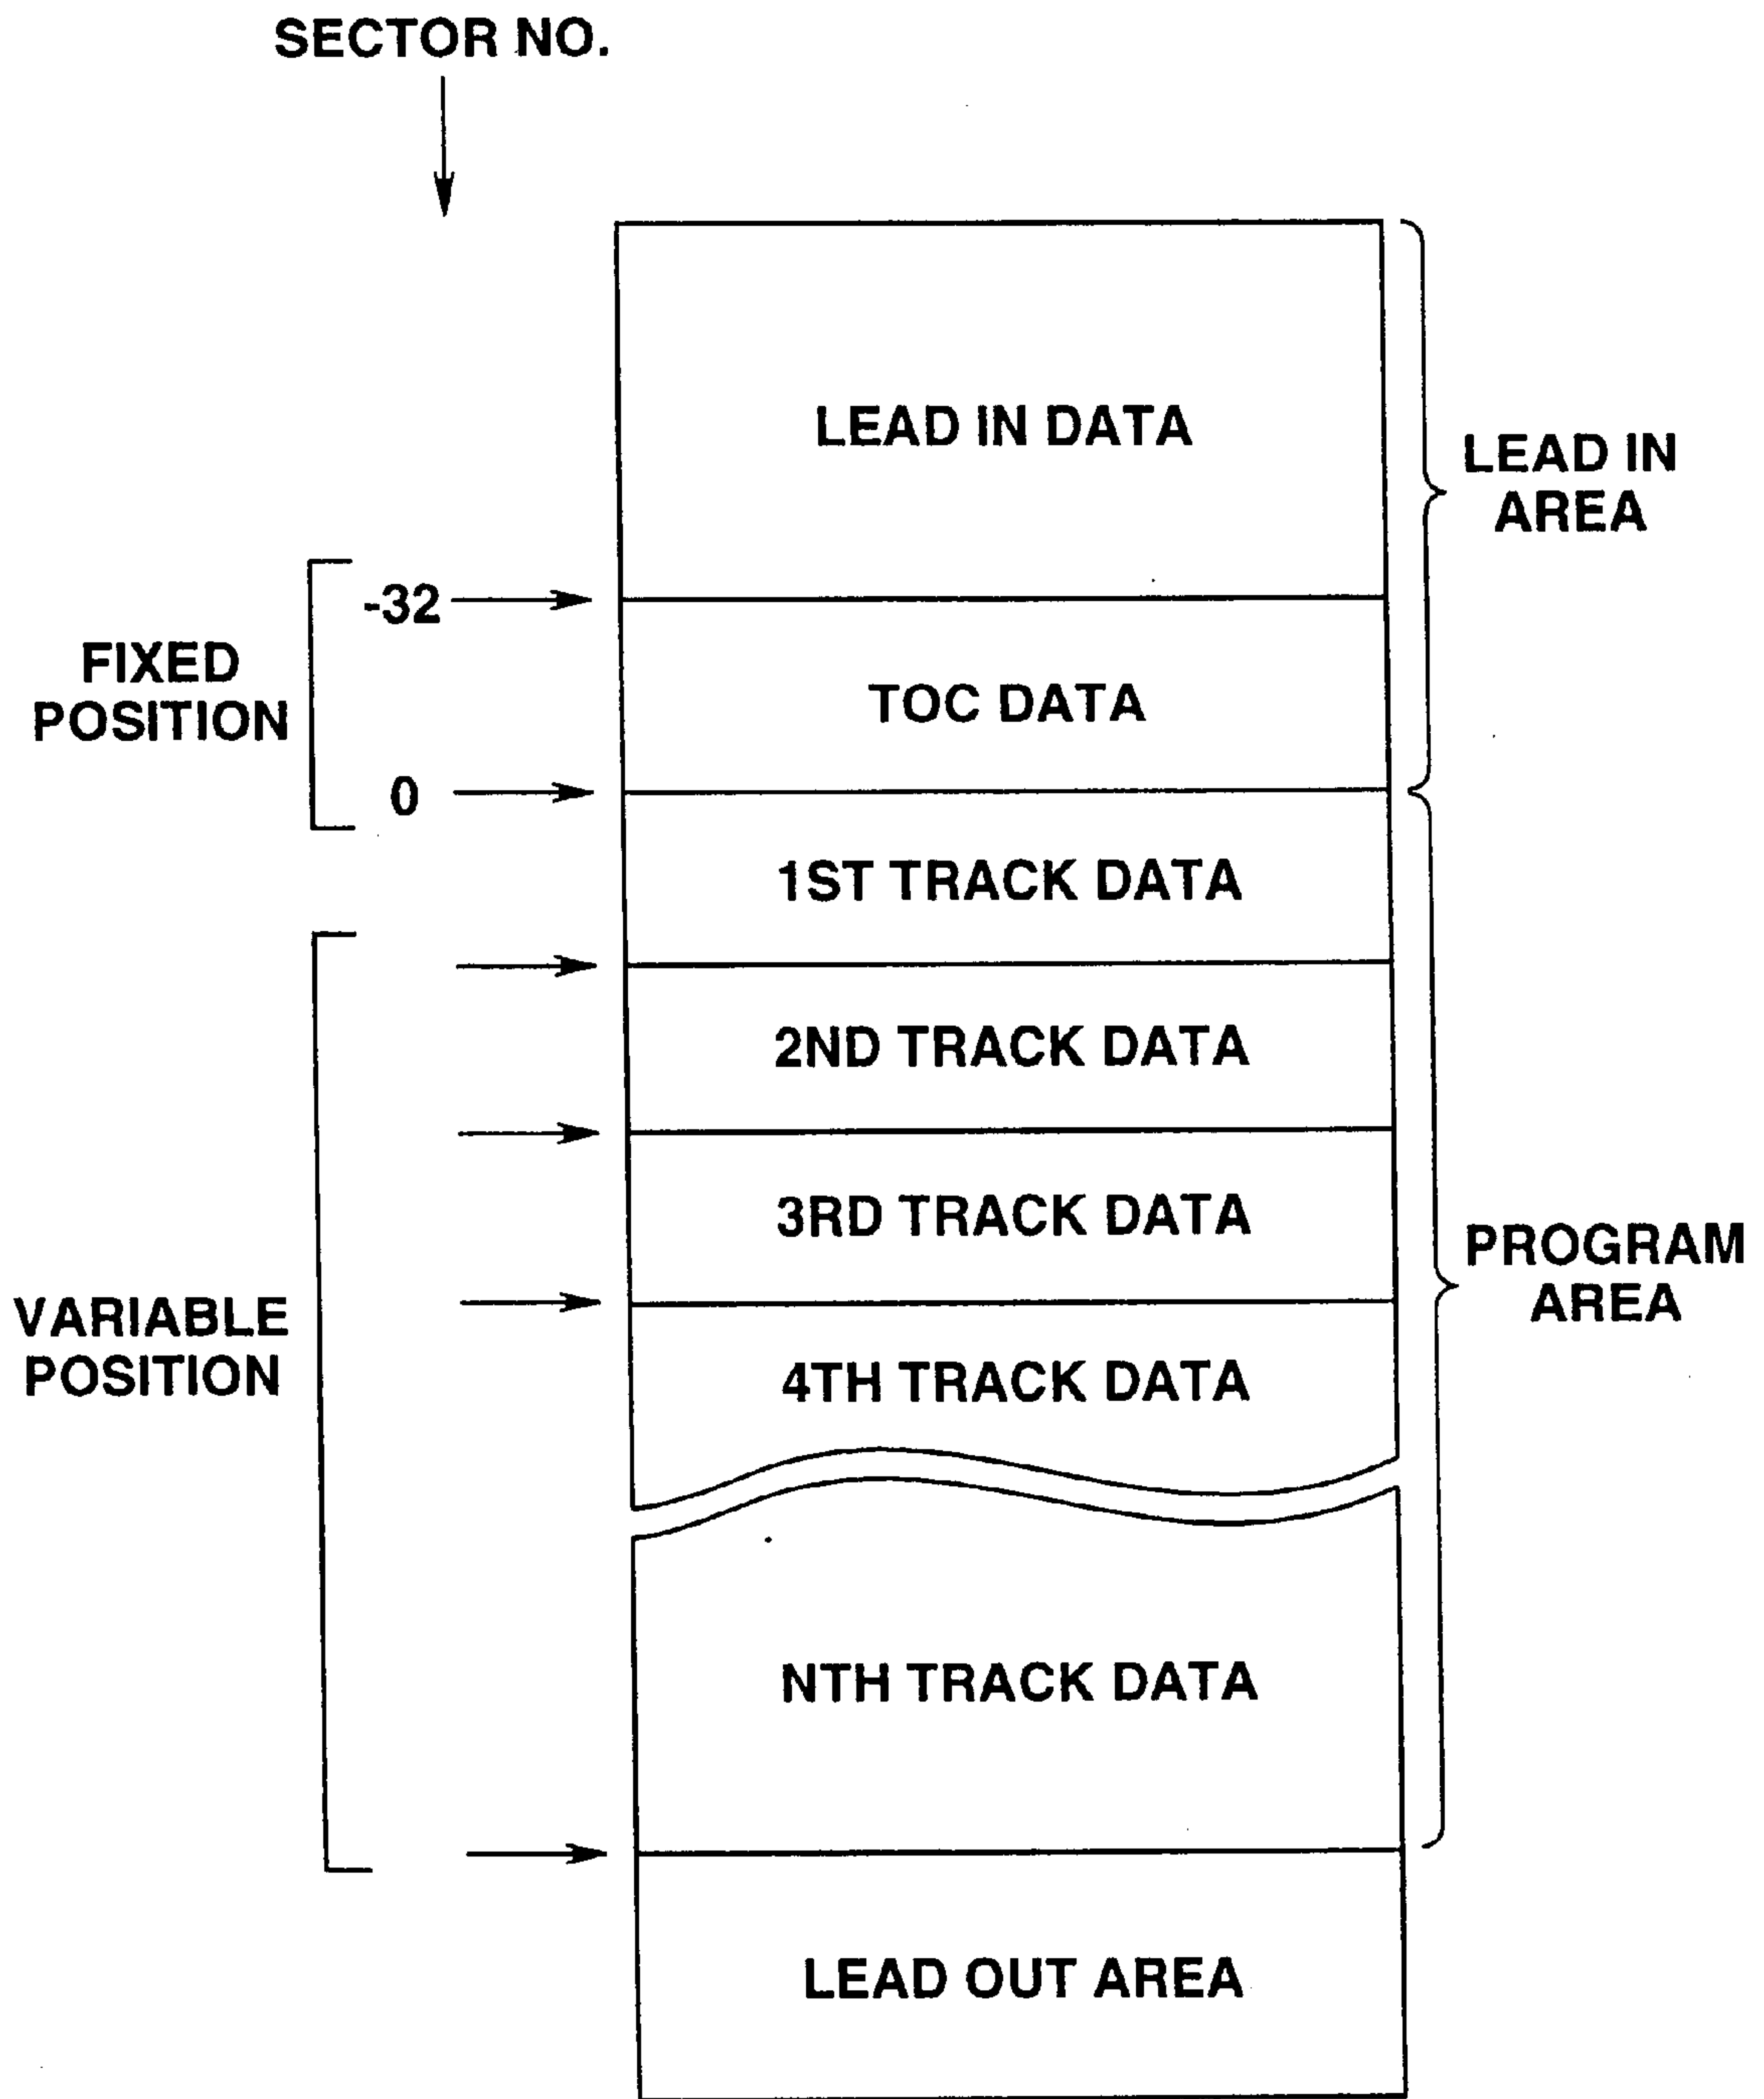 SECTOR NO.
LEAD IN DATA
LEAD IN
AREA
-32
FIXED
POSITION
TOC DATA
0
1ST TRACK DATA
2ND TRACK DATA
3RD TRACK DATA
PROGRAM
AREA
VARIABLE
POSITION
4TH TRACK DATA
NTH TRACK DATA
LEAD OUT AREA